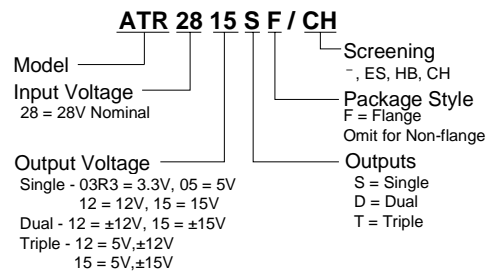 ATR 28 15 S F / CH
Screening
–, ES, HB, CH
Model
Input Voltage
28 = 28V Nominal
Package Style
F = Flange
Omit for Non-flange
Output Voltage
Single - 03R3 = 3.3V, 05 = 5V
12 = 12V, 15 = 15V
Dual - 12 = ±12V, 15 = ±15V
Triple - 12 = 5V,±12V
15 = 5V,±15V
Outputs
S = Single
D = Dual
T = Triple